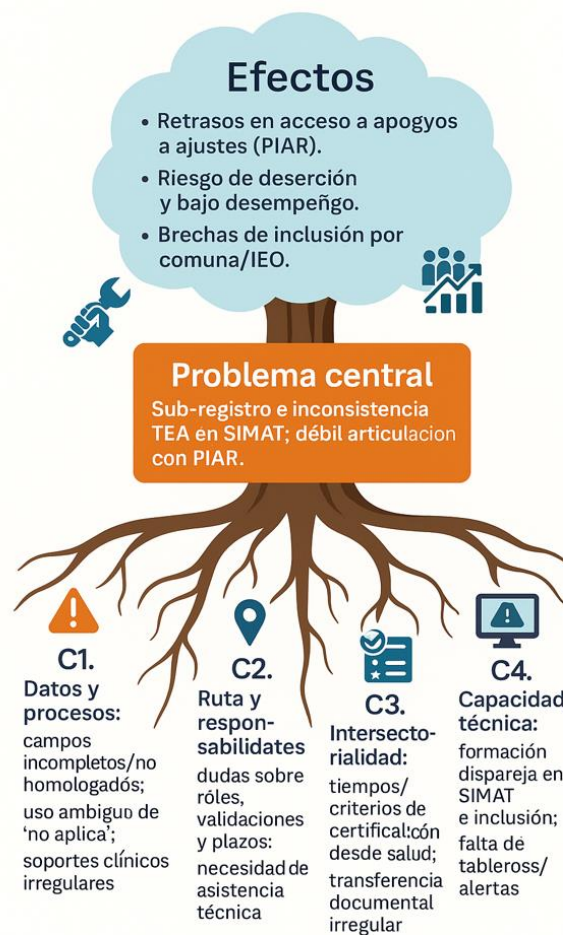 Efectos
• Retrasos en acceso a apogyos
a ajustes (PIAR).
• Riesgo de deserción
y bajo desempeñgo.
• Brechas de inclusión por
comuna/IEO.
Problema central
Sub-registro e inconsistencia
TEA en SIMAT; débil articulacion
con PIAR.
C1.
Datos y
procesos:
campos
incompletos/no
homologadós;
uso ambiguo de
'no aplica';
soportes clínicos
irregulares
C2.
Ruta y
respon-
sabilidates
dudas sobre
róles,
validaciones
y plazos:
necesidad de
asistencia
técnica
C3.
Intersecto-
rialidad:
tiempos/
criterios de
certifical:cón
desde salud;
transferencia
documental
irregular
C4.
Capacidad
técnica:
formación
dispareja en
SIMAT
e inclusión;
falta de
tableross/
alertas